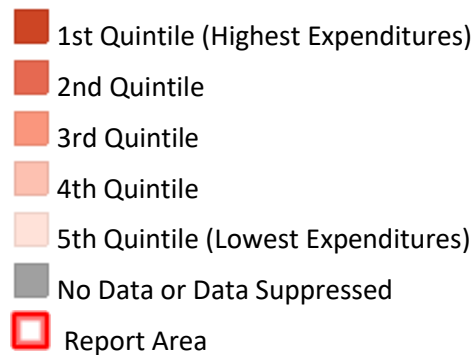 1st Quintile (Highest Expenditures)
2nd Quintile
3rd Quintile
4th Quintile
5th Quintile (Lowest Expenditures)
No Data or Data Suppressed
Report Area